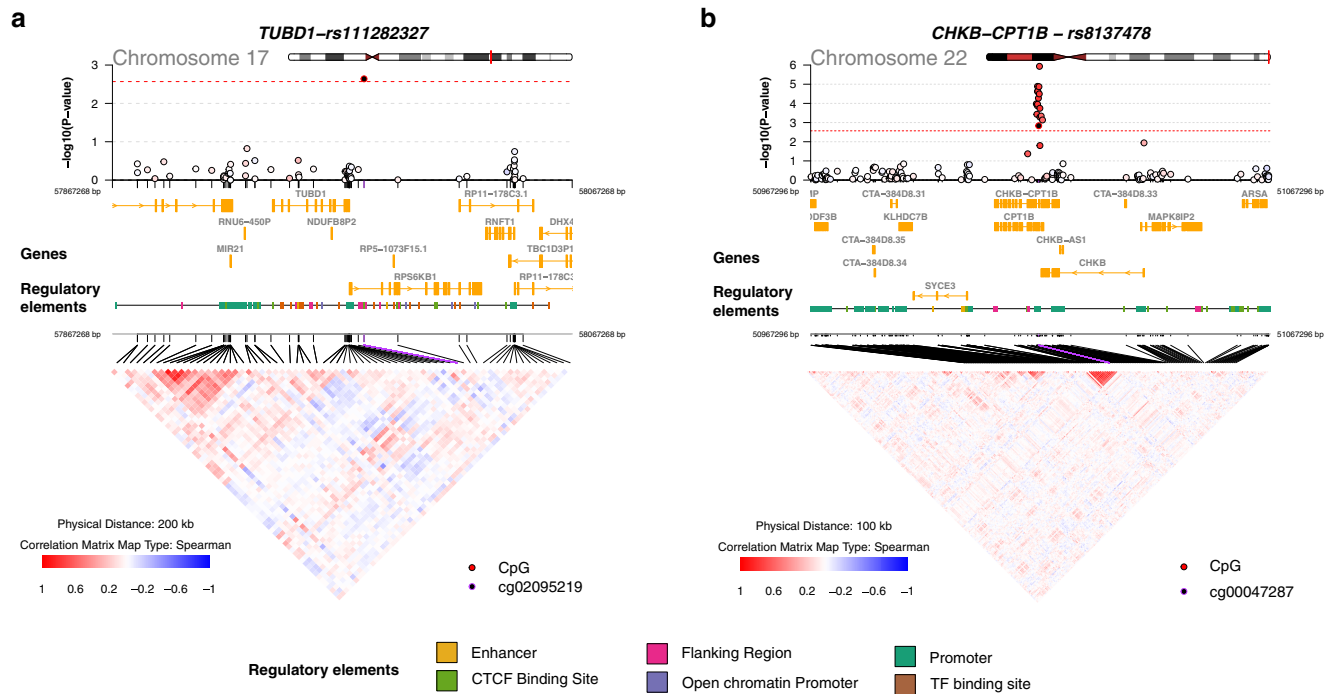 a
TUBD1–rs111282327
Chromosome 17
3
2
1
0
–log10(P-value)
57867268 bp
58067268 bp
TUBD1
RP11–178C3.1
RNU6–450P
NDUFB8P2
RNFT1
DHX4
MIR21
RP5–1073F15.1
TBC1D3P1
RPS6KB1
RP11–178C3
Genes
Regulatory
elements
57867268 bp
58067268 bp
Physical Distance: 200 kb
Correlation Matrix Map Type: Spearman
1 0.6 0.2 –0.2 –0.6 –1
CpG
cg02095219
b
CHKB–CPT1B – rs8137478
Chromosome 22
6
5
4
3
2
1
0
–log10(P-value)
50967296 bp
51067296 bp
CTA–384D8.31
CHKB–CPT1B
CTA–384D8.33
ARSA
ODF3B
KLHDC7B
CPT1B
MAPK8IP2
CTA–384D8.35
CHKB–AS1
CTA–384D8.34
CHKB
SYCE3
Genes
Regulatory
elements
50967296 bp
51067296 bp
Physical Distance: 100 kb
Correlation Matrix Map Type: Spearman
1 0.6 0.2 –0.2 –0.6 –1
CpG
cg00047287
Regulatory elements
Enhancer
Flanking Region
Promoter
CTCF Binding Site
Open chromatin Promoter
TF binding site